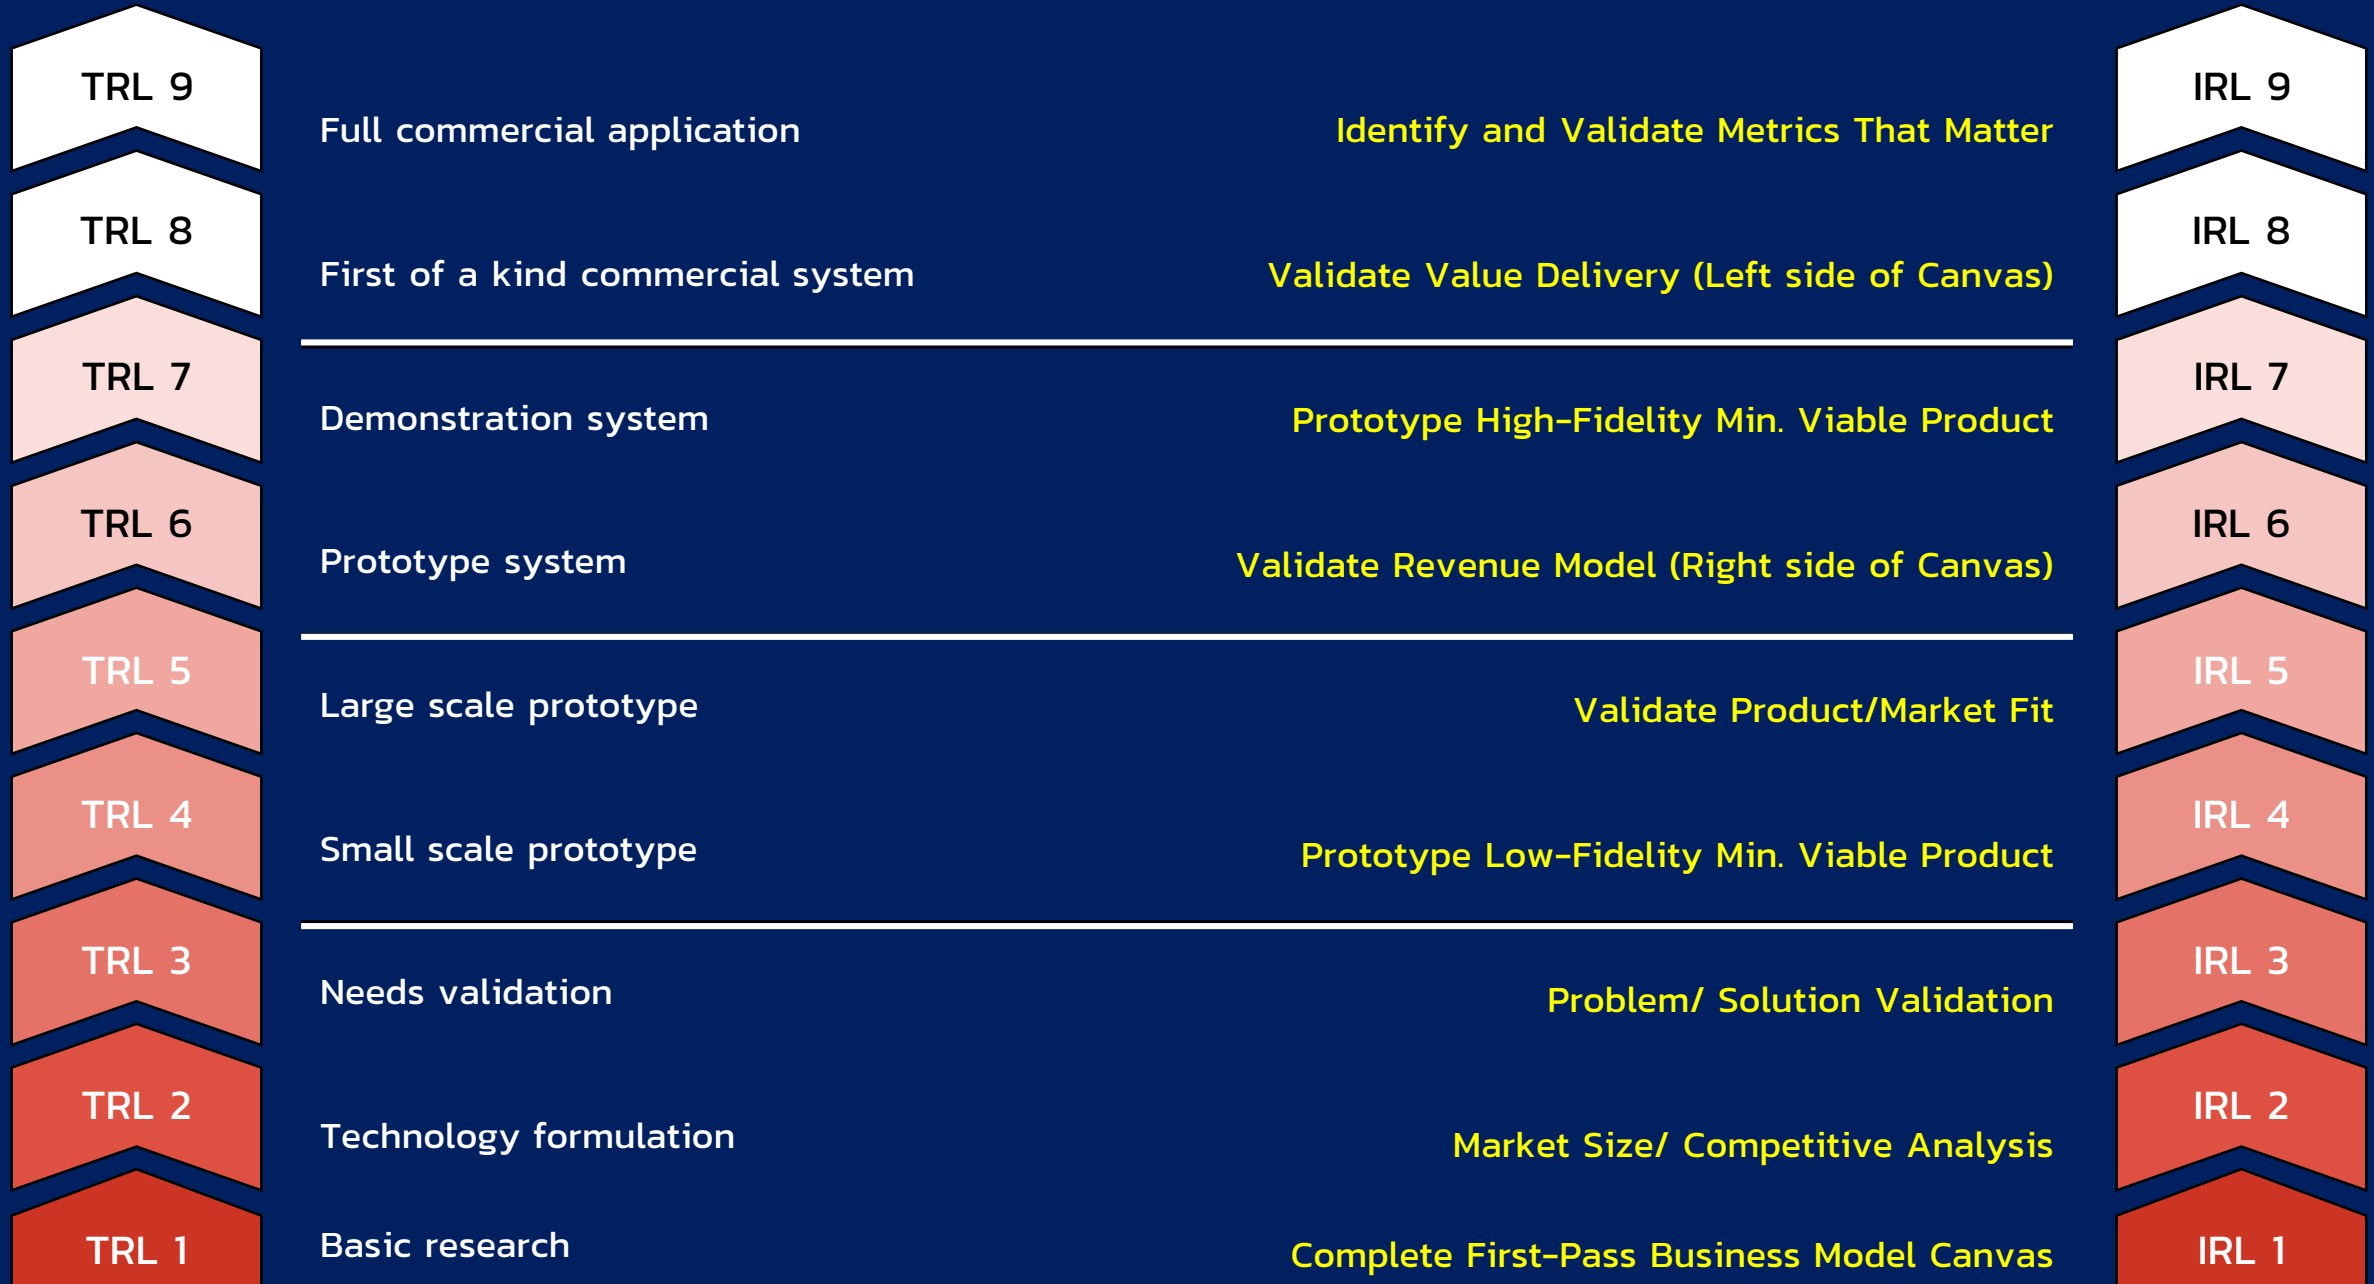 TRL 9
Full commercial application
Identify and Validate Metrics That Matter
IRL 9
TRL 8
First of a kind commercial system
Validate Value Delivery (Left side of Canvas)
IRL 8
TRL 7
Demonstration system
Prototype High-Fidelity Min. Viable Product
IRL 7
TRL 6
Prototype system
Validate Revenue Model (Right side of Canvas)
IRL 6
TRL 5
Large scale prototype
Validate Product/Market Fit
IRL 5
TRL 4
Small scale prototype
Prototype Low-Fidelity Min. Viable Product
IRL 4
TRL 3
Needs validation
Problem/ Solution Validation
IRL 3
TRL 2
Technology formulation
Market Size/ Competitive Analysis
IRL 2
TRL 1
Basic research
Complete First-Pass Business Model Canvas
IRL 1